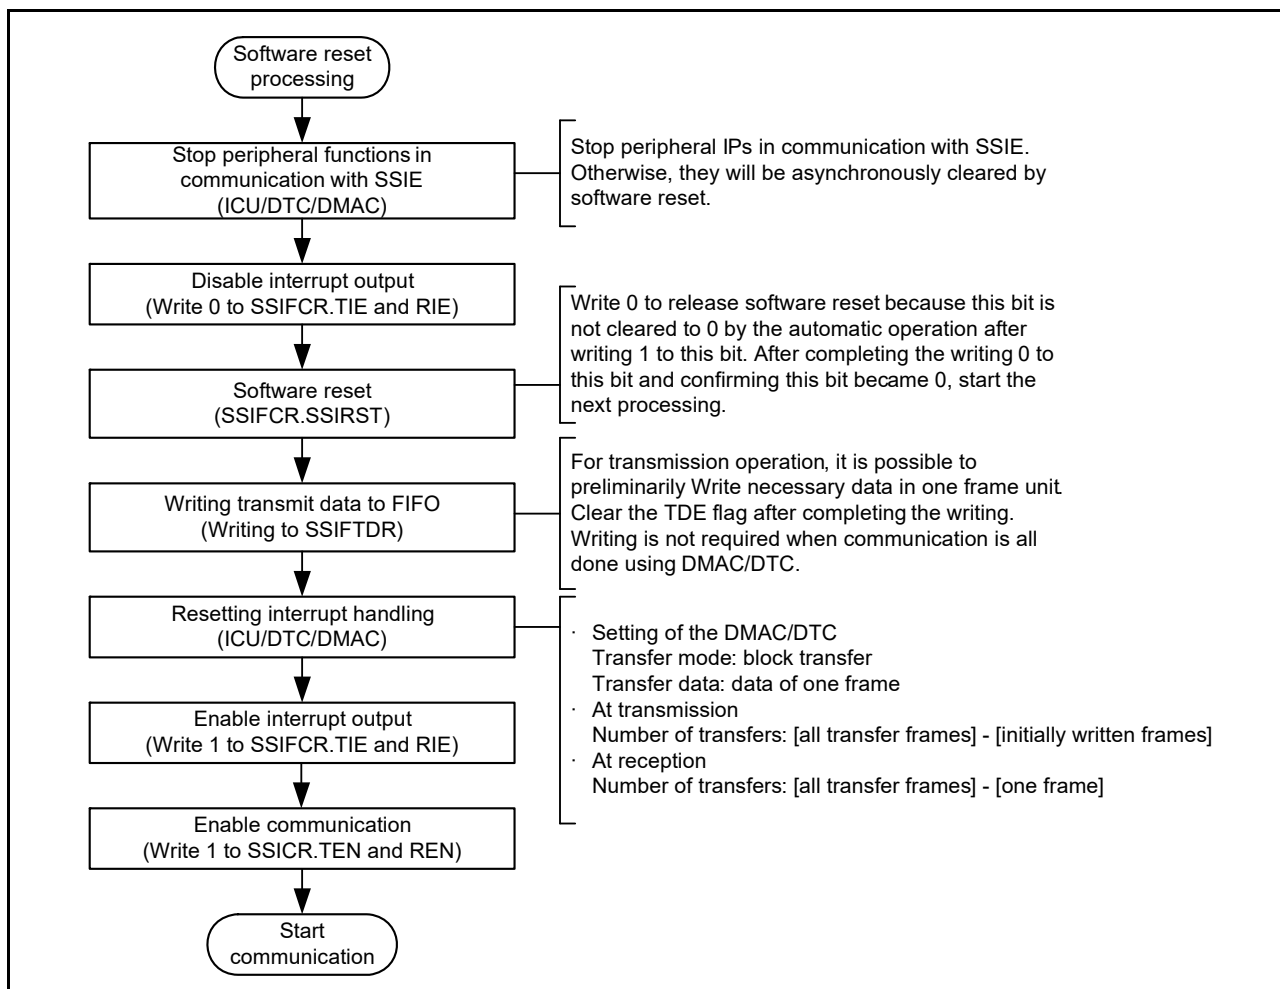 Software reset
processing
Stop peripheral functions in
communication with SSIE
(ICU/DTC/DMAC)
Stop peripheral IPs in communication with SSIE.
Otherwise, they will be asynchronously cleared by
software reset.
Disable interrupt output
(Write 0 to SSIFCR.TIE and RIE)
Software reset
(SSIFCR.SSIRST)
Write 0 to release software reset because this bit is
not cleared to 0 by the automatic operation after
writing 1 to this bit. After completing the writing 0 to
this bit and confirming this bit became 0, start the
next processing.
Writing transmit data to FIFO
(Writing to SSIFTDR)
For transmission operation, it is possible to
preliminarily Write necessary data in one frame unit.
Clear the TDE flag after completing the writing.
Writing is not required when communication is all
done using DMAC/DTC.
Resetting interrupt handling
(ICU/DTC/DMAC)
· Setting of the DMAC/DTC
Transfer mode: block transfer
Transfer data: data of one frame
· At transmission
Number of transfers: [all transfer frames] - [initially written frames]
· At reception
Number of transfers: [all transfer frames] - [one frame]
Enable interrupt output
(Write 1 to SSIFCR.TIE and RIE)
Enable communication
(Write 1 to SSICR.TEN and REN)
Start
communication